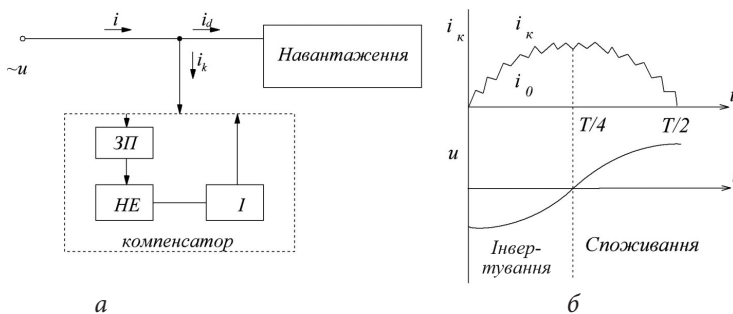 i
i_d
Навантаження
~u
i_k
ЗП
НЕ
I
компенсатор
а
i_к
i_к
i_0
T/4
T/2
u
Інвер-
тування
Споживання
б